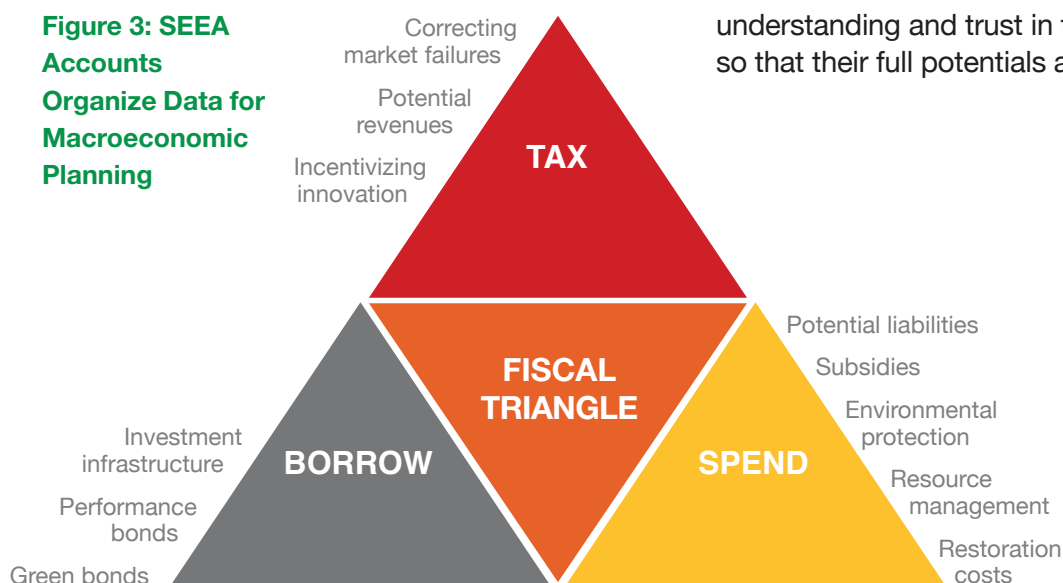 Figure 3: SEEA
Accounts
Organize Data for
Macroeconomic
Planning
understanding and trust in
so that their full potentials
Correcting
market failures
Potential
revenues
Incentivizing
innovation
TAX
FISCAL
TRIANGLE
BORROW
SPEND
Investment
infrastructure
Performance
bonds
Green bonds
Potential liabilities
Subsidies
Environmental
protection
Resource
management
Restoration
costs